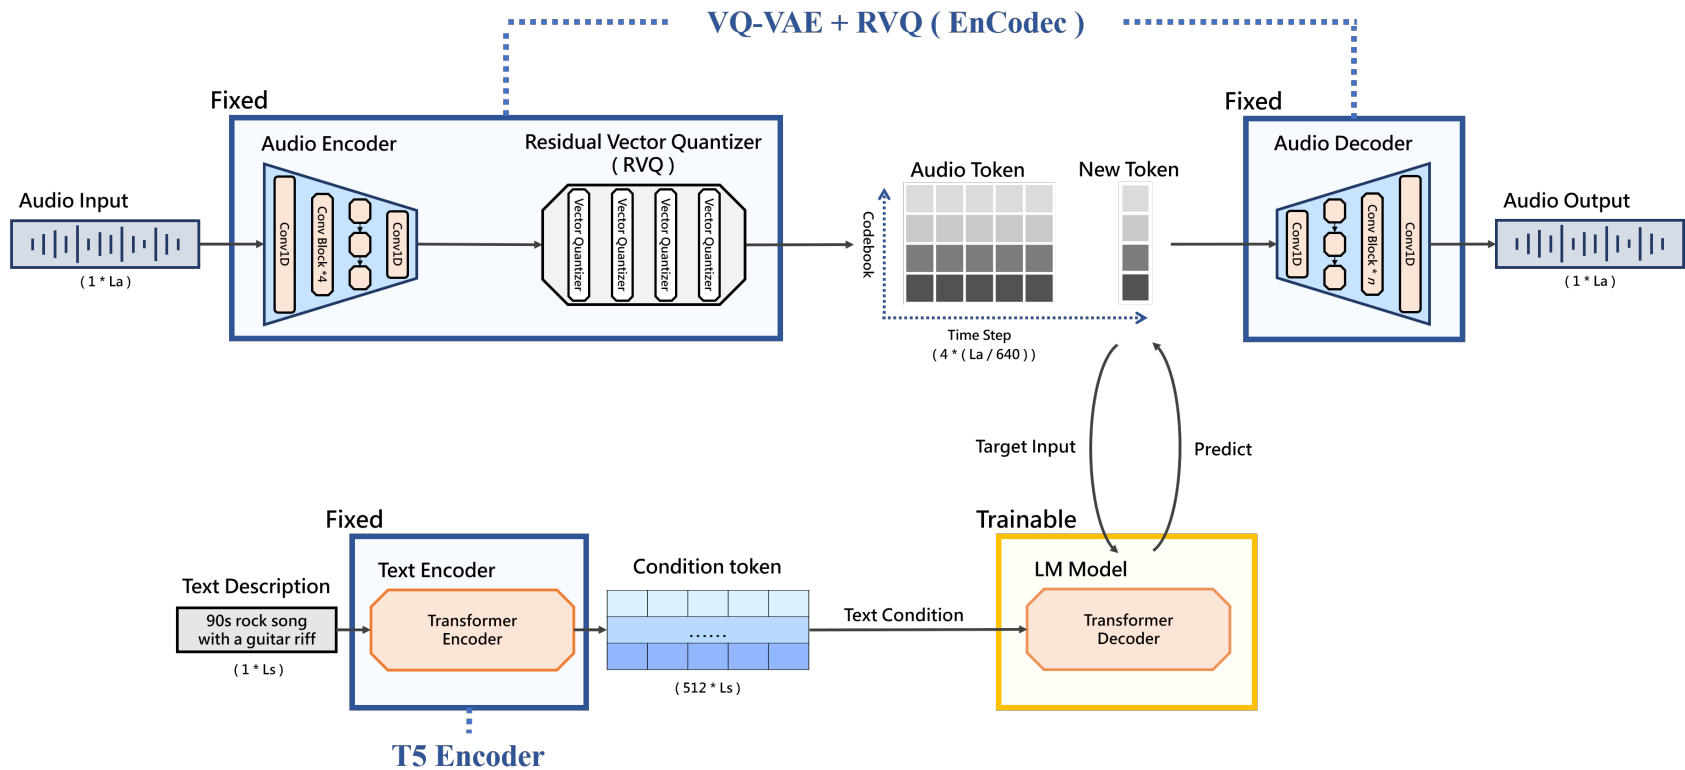 VQ-VAE + RVQ ( EnCodec )
Fixed
Audio Encoder
Residual Vector Quantizer
( RVQ )
Audio Input
( 1 * La )
Conv1D
Conv Block *4
Conv1D
Vector Quantizer
Vector Quantizer
Vector Quantizer
Vector Quantizer
Audio Token
New Token
Codebook
Time Step
( 4 * ( La / 640 ) )
Fixed
Audio Decoder
Conv1D
Conv Block * n
Conv1D
Audio Output
( 1 * La )
Target Input
Predict
Fixed
Text Encoder
Text Description
90s rock song
with a guitar riff
( 1 * Ls )
Transformer
Encoder
Condition token
......
( 512 * Ls )
Text Condition
Trainable
LM Model
Transformer
Decoder
T5 Encoder